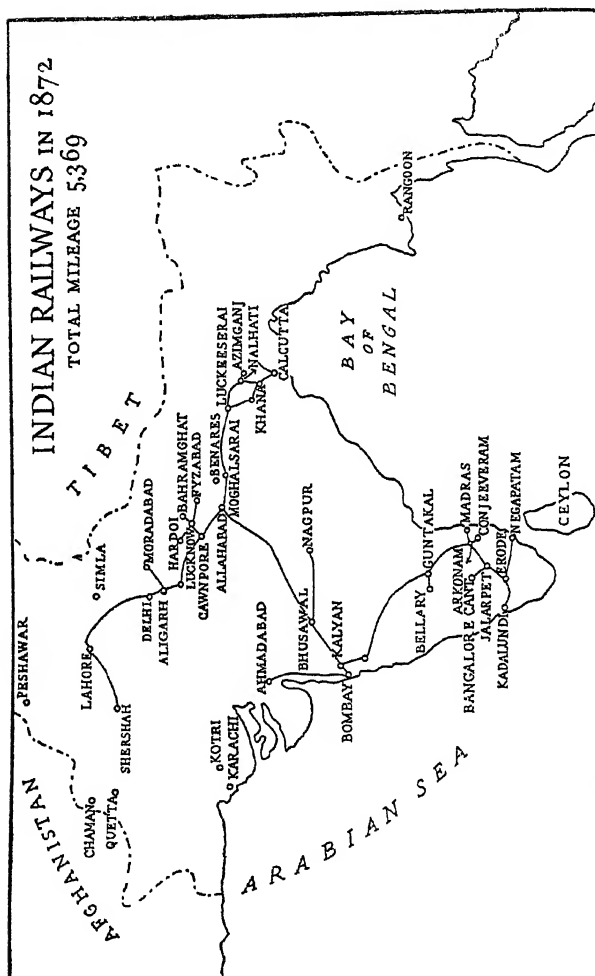 INDIAN RAILWAYS IN 1872
TOTAL MILEAGE 5,369
TIBET
AFGHANISTAN
PESHAWAR
LAHORE
SIMLA
CHAMAN
QUETTA
SHERSHAH
DELHI
MORADABAD
ALIGARH
HARDOI
BAHRAMGHAT
LUCKNOW
FYZABAD
CAWNPORE
BENARES
ALLAHABAD
MOGHALSARAI
LUCKEESERAI
AZIMGANJ
NALHATI
KHANA
CALCUTTA
KOTRI
KARACHI
AHMADABAD
BHUSAWAL
NAGPUR
KALYAN
BOMBAY
RANGOON
BAY
OF
BENGAL
ARABIAN SEA
BELLARY
GUNTAKAL
ARKONAM
MADRAS
BANGALORE CANT.
CONJEEVERAM
JALARPET
ERODE
KADALUNDI
NEGAPATAM
CEYLON